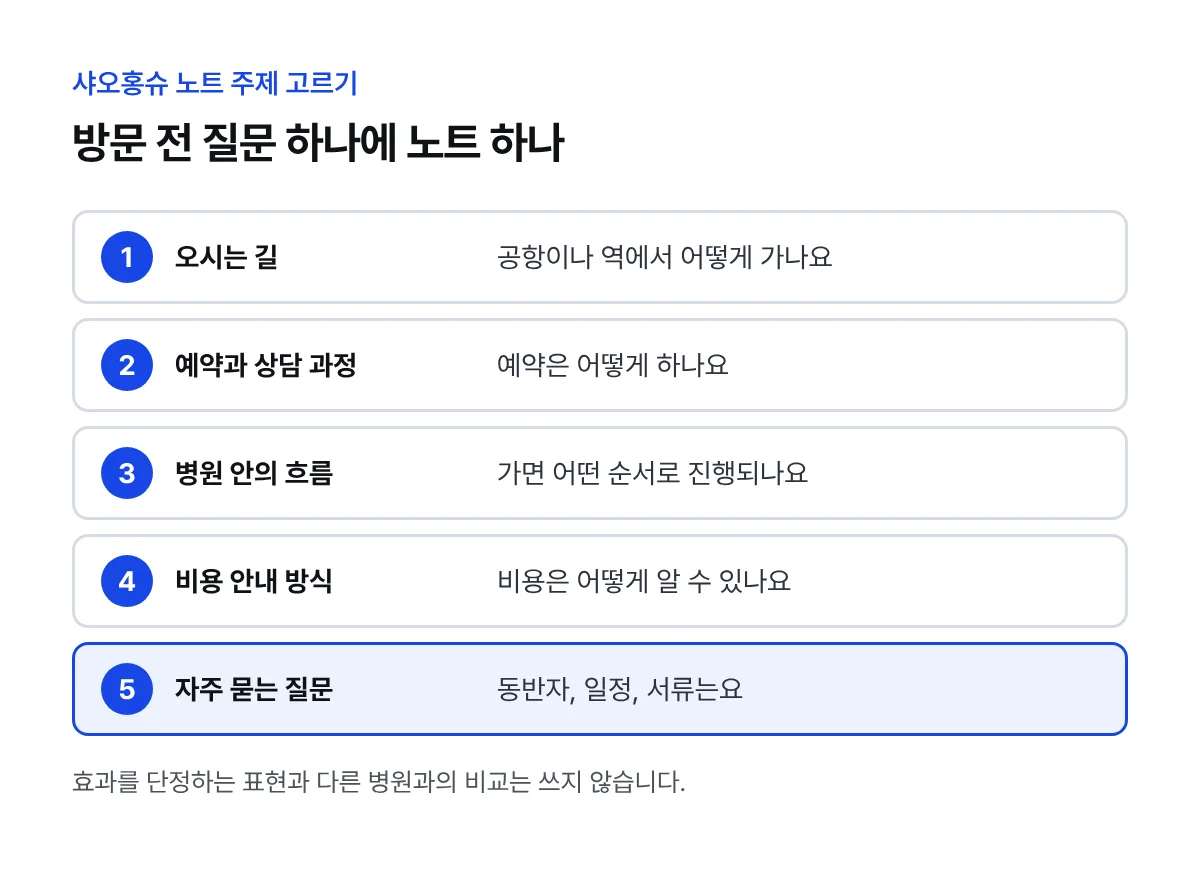 샤오홍슈 노트 주제 고르기
방문 전 질문 하나에 노트 하나
1 오시는 길 공항이나 역에서 어떻게 가나요
2 예약과 상담 과정 예약은 어떻게 하나요
3 병원 안의 흐름 가면 어떤 순서로 진행되나요
4 비용 안내 방식 비용은 어떻게 알 수 있나요
5 자주 묻는 질문 동반자, 일정, 서류는요
효과를 단정하는 표현과 다른 병원과의 비교는 쓰지 않습니다.